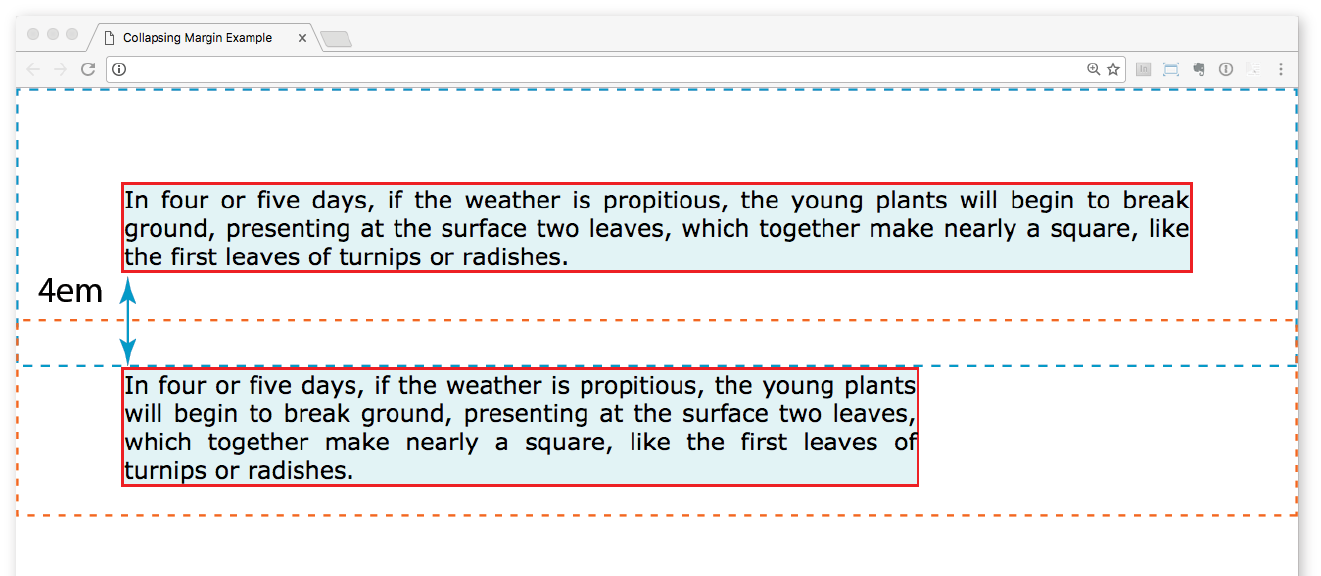 Collapsing Margin Example
In four or five days, if the weather is propitious, the young plants will begin to break
ground, presenting at the surface two leaves, which together make nearly a square, like
the first leaves of turnips or radishes.
4em
In four or five days, if the weather is propitious, the young plants
will begin to break ground, presenting at the surface two leaves,
which together make nearly a square, like the first leaves of
turnips or radishes.